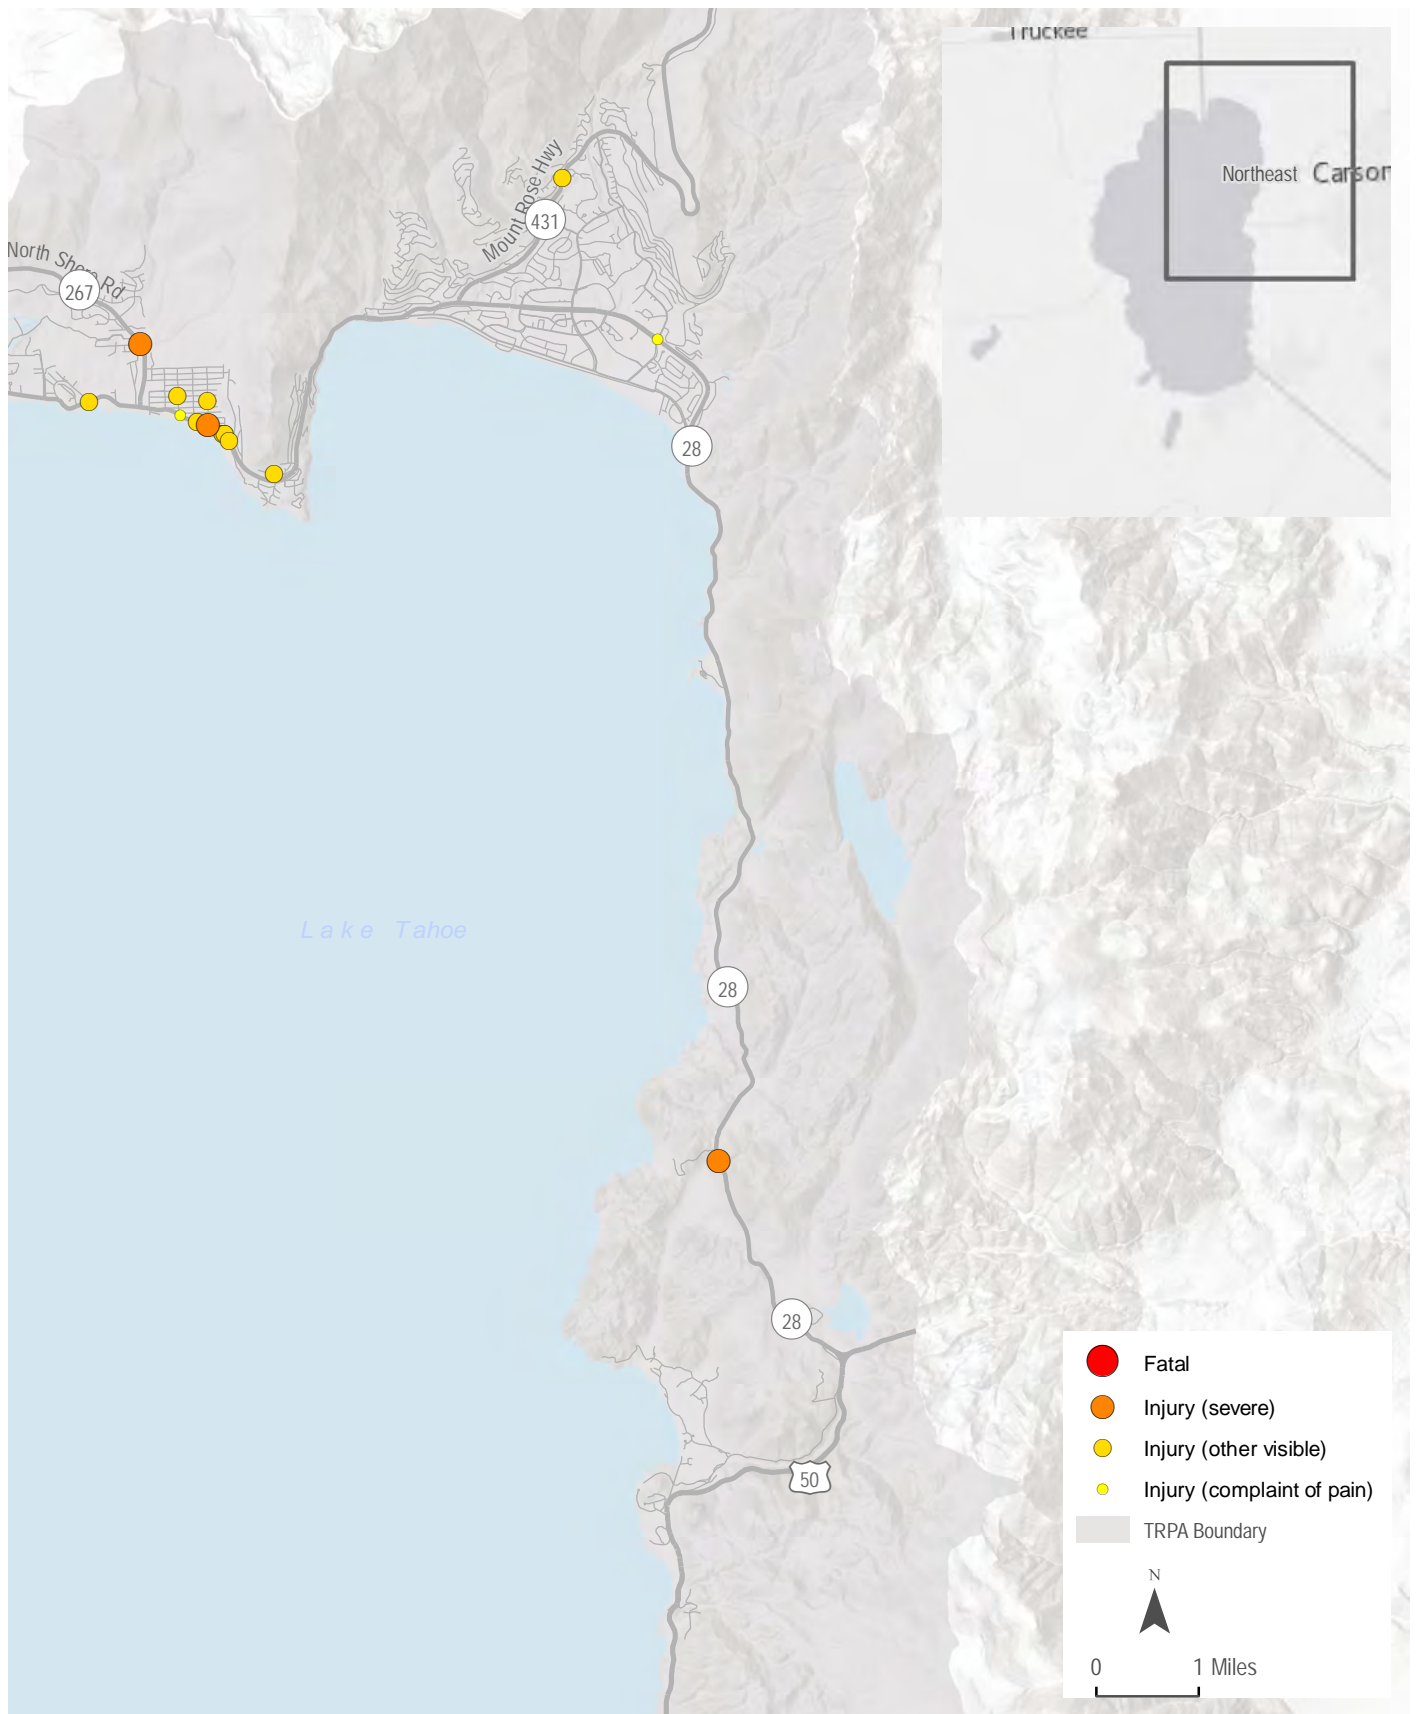 Truckee
Northeast
Carson
Mount Rose Hwy
431
North Shore Rd
267
28
Lake Tahoe
28
28
50
Fatal
Injury (severe)
Injury (other visible)
Injury (complaint of pain)
TRPA Boundary
N
0 1 Miles